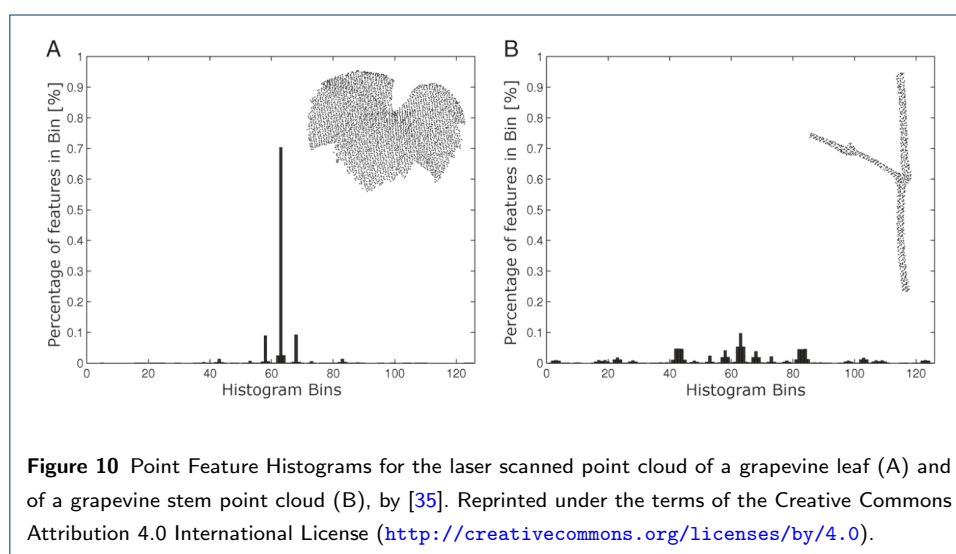 A
Percentage of features in Bin [%]
1
0.9
0.8
0.7
0.6
0.5
0.4
0.3
0.2
0.1
0
0 20 40 60 80 100 120
Histogram Bins
B
Percentage of features in Bin [%]
1
0.9
0.8
0.7
0.6
0.5
0.4
0.3
0.2
0.1
0
0 20 40 60 80 100 120
Histogram Bins
Figure 10 Point Feature Histograms for the laser scanned point cloud of a grapevine leaf (A) and
of a grapevine stem point cloud (B), by [35]. Reprinted under the terms of the Creative Commons
Attribution 4.0 International License (http://creativecommons.org/licenses/by/4.0).